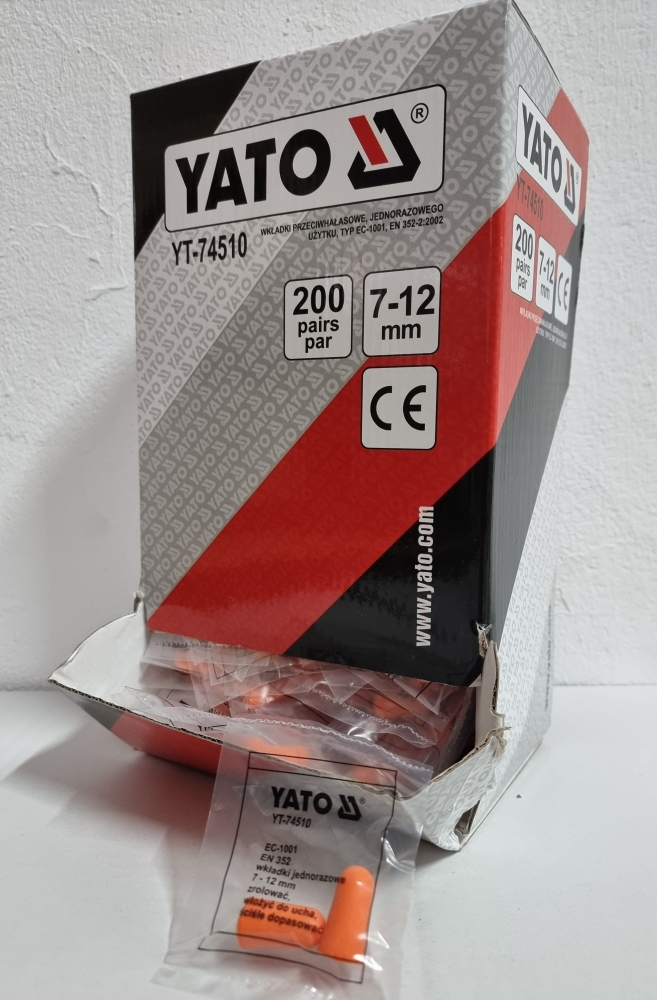 YATO ®
YT-74510
WKŁADKI PRZECIWHAŁASOWE, JEDNORAZOWEGO
UŻYTKU, TYP EC-1001, EN 352-2:2002
200
pairs
par
7-12
mm
CE
www.yato.com
YATO
YT-74510
200
pairs
par
7-12
mm
CE
YATO ®
YT-74510
EC-1001
EN 352
wkładki jednorazowe
7 - 12 mm
zrolować,
włożyć do ucha,
ściśle dopasować